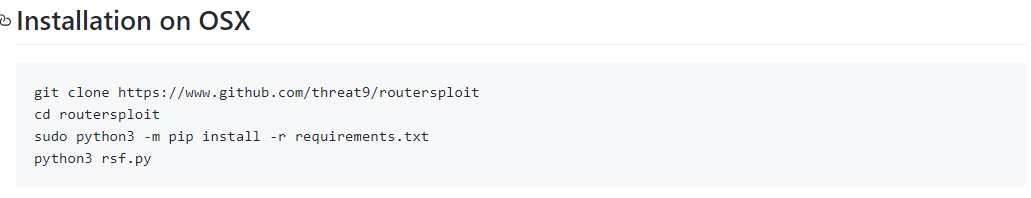 Installation on OSX
git clone https://www.github.com/threat9/routersploit
cd routersploit
sudo python3 -m pip install -r requirements.txt
python3 rsf.py